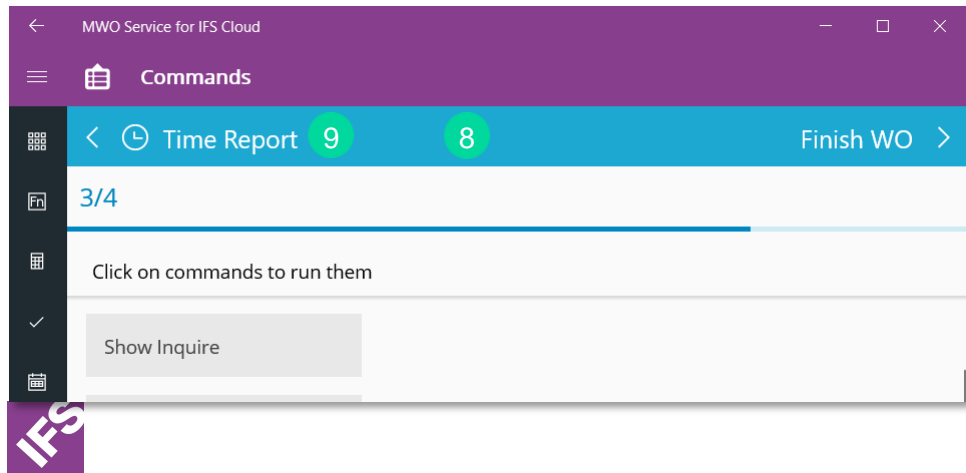 MWO Service for IFS Cloud
Commands
Time Report 9 8 Finish WO
Fn
3/4
Click on commands to run them
Show Inquire
IFS